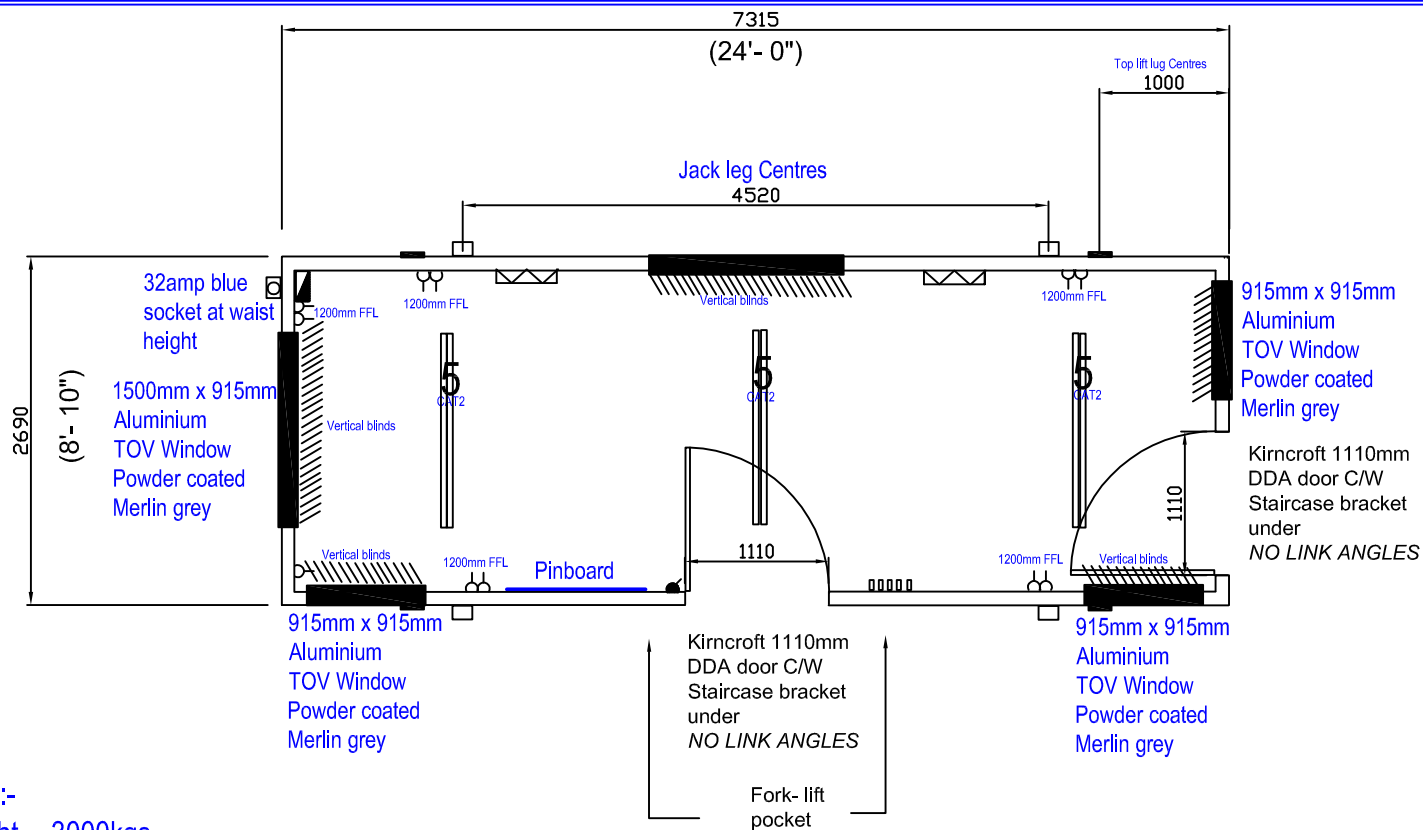 7315
(24'- 0")
Top lift lug Centres
1000
Jack leg Centres
4520
32amp blue
socket at waist
height
1200mm FFL
1200mm FFL
Vertical blinds
1200mm FFL
2690
(8'- 10")
1500mm x 915mm
Aluminium
TOV Window
Powder coated
Merlin grey
Vertical blinds
5
CAT2
5
CAT2
5
CAT2
915mm x 915mm
Aluminium
TOV Window
Powder coated
Merlin grey
Kirncroft 1110mm
DDA door C/W
Staircase bracket
under
NO LINK ANGLES
1110
Vertical blinds
1200mm FFL
Pinboard
1110
1200mm FFL
Vertical blinds
915mm x 915mm
Aluminium
TOV Window
Powder coated
Merlin grey
Kirncroft 1110mm
DDA door C/W
Staircase bracket
under
NO LINK ANGLES
915mm x 915mm
Aluminium
TOV Window
Powder coated
Merlin grey
Fork- lift
pocket
:-
3000kgs